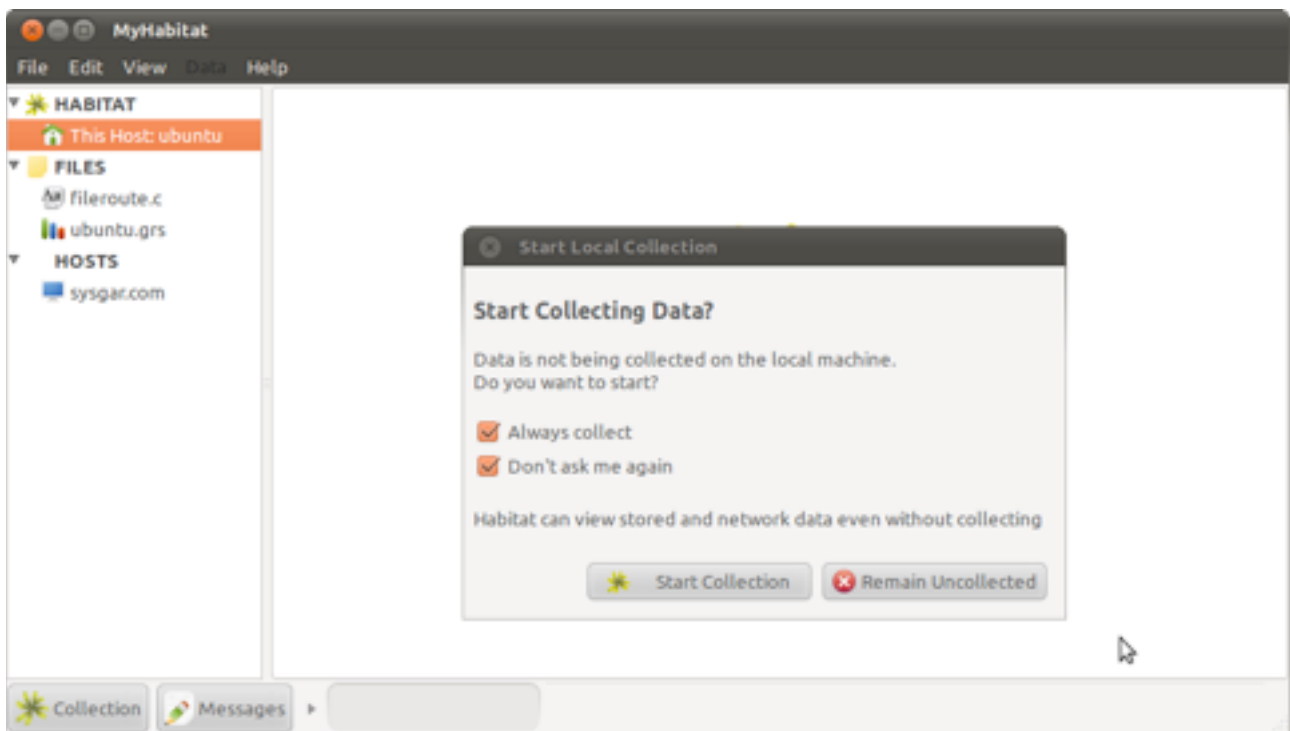 MyHabitat
File Edit View Data Help
HABITAT
This Host: ubuntu
FILES
fileroute.c
ubuntu.grs
HOSTS
sysgar.com
Start Local Collection
Start Collecting Data?
Data is not being collected on the local machine.
Do you want to start?
Always collect
Don't ask me again
Habitat can view stored and network data even without collecting
Start Collection Remain Uncollected
Collection Messages